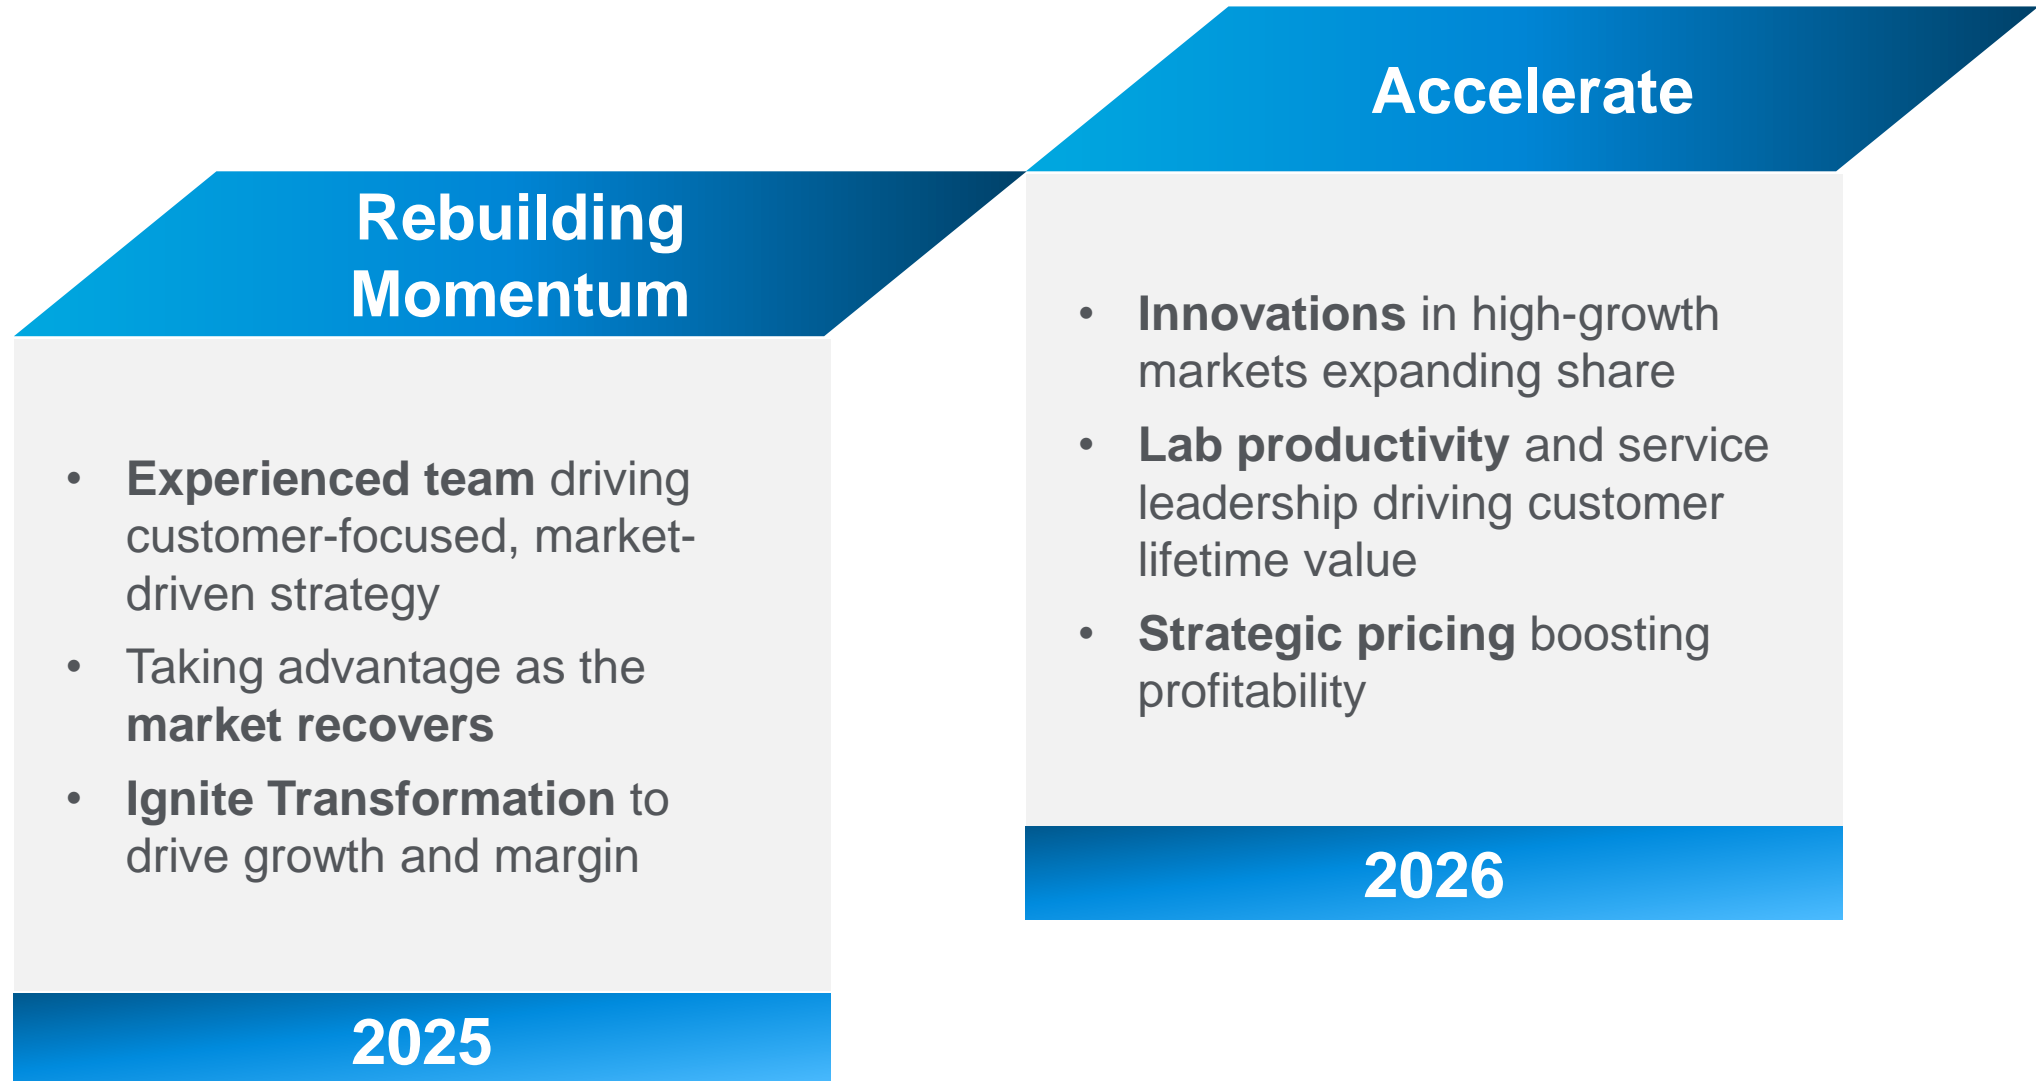 Rebuilding
Momentum
• Experienced team driving
customer-focused, market-
driven strategy
• Taking advantage as the
market recovers
• Ignite Transformation to
drive growth and margin
2025
Accelerate
• Innovations in high-growth
markets expanding share
• Lab productivity and service
leadership driving customer
lifetime value
• Strategic pricing boosting
profitability
2026